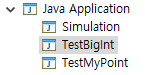 Java Application
Simulation
TestBigInt
TestMyPoint